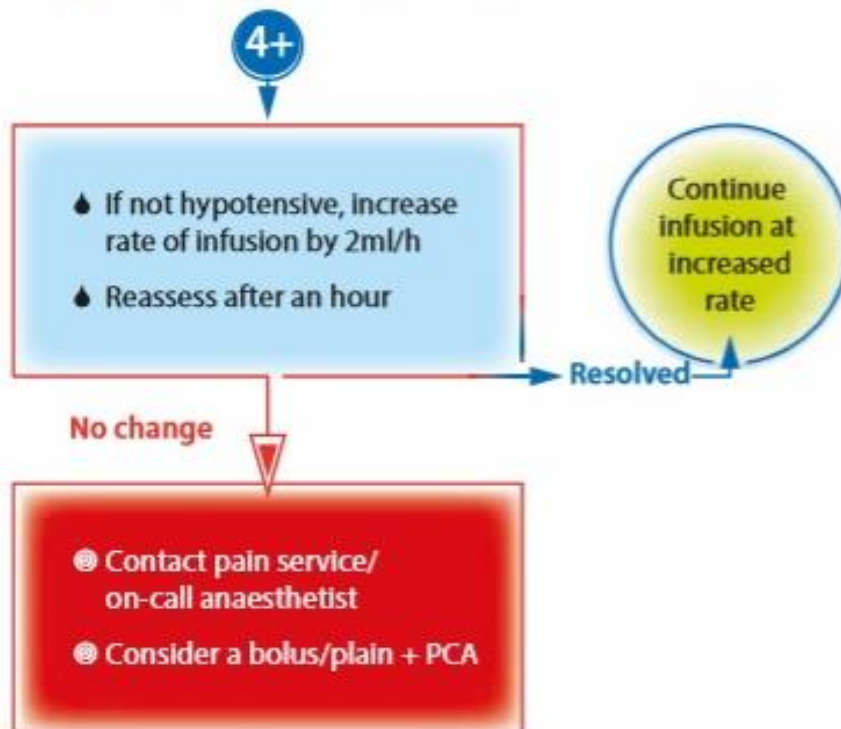 4+
If not hypotensive, increase
rate of infusion by 2ml/h
Reassess after an hour
Continue
infusion at
increased
rate
Resolved
No change
Contact pain service/
on-call anaesthetist
Consider a bolus/plain + PCA